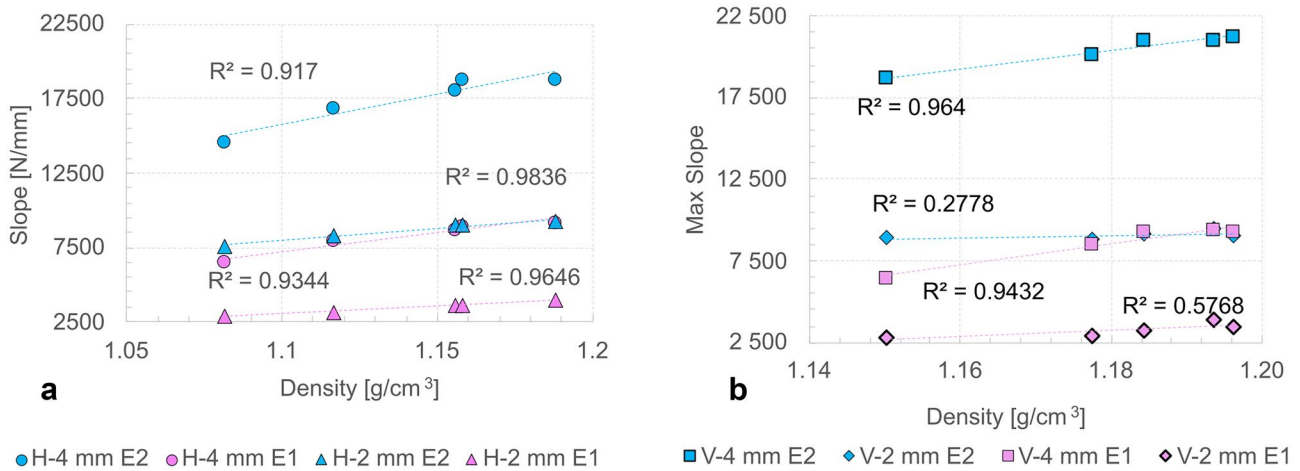 22500
17500
12500
7500
2500
Slope [N/mm]
R² = 0.917
R² = 0.9836
R² = 0.9344
R² = 0.9646
1.05
1.1
1.15
1.2
Density [g/cm³]
a
H-4 mm E2
H-4 mm E1
H-2 mm E2
H-2 mm E1
22 500
17 500
12 500
7 500
2 500
Max Slope
R² = 0.964
R² = 0.2778
R² = 0.9432
R² = 0.5768
1.14
1.16
1.18
1.20
Density [g/cm³]
b
V-4 mm E2
V-2 mm E2
V-4 mm E1
V-2 mm E1